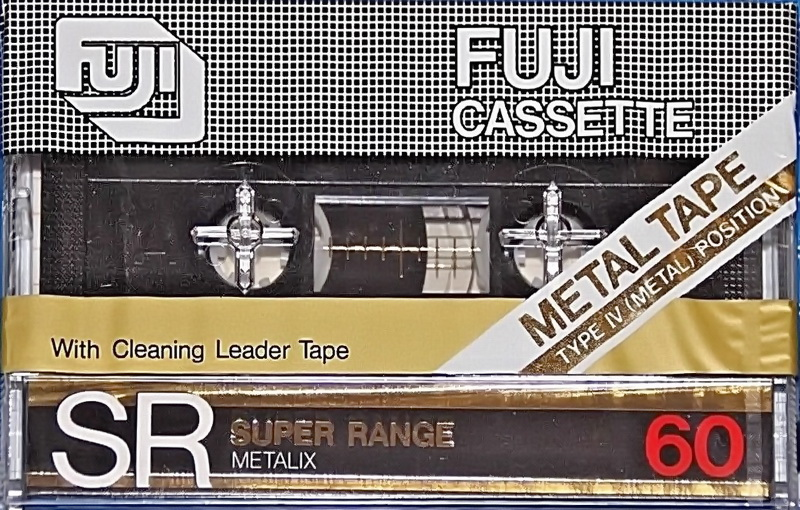 FUJI
FUJI
CASSETTE
METAL TAPE
TYPE IV (METAL) POSITION
With Cleaning Leader Tape
SR
SUPER RANGE
METALIX
60